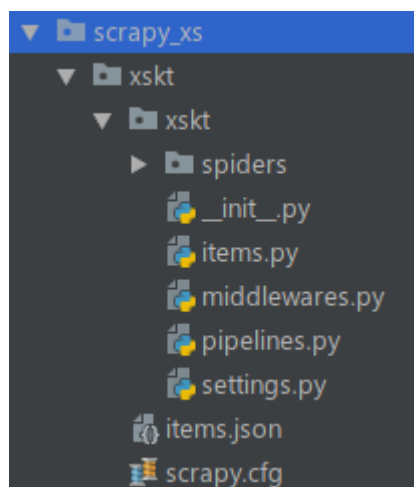 scrapy_xs
xskt
xskt
spiders
__init__.py
items.py
middlewares.py
pipelines.py
settings.py
items.json
scrapy.cfg